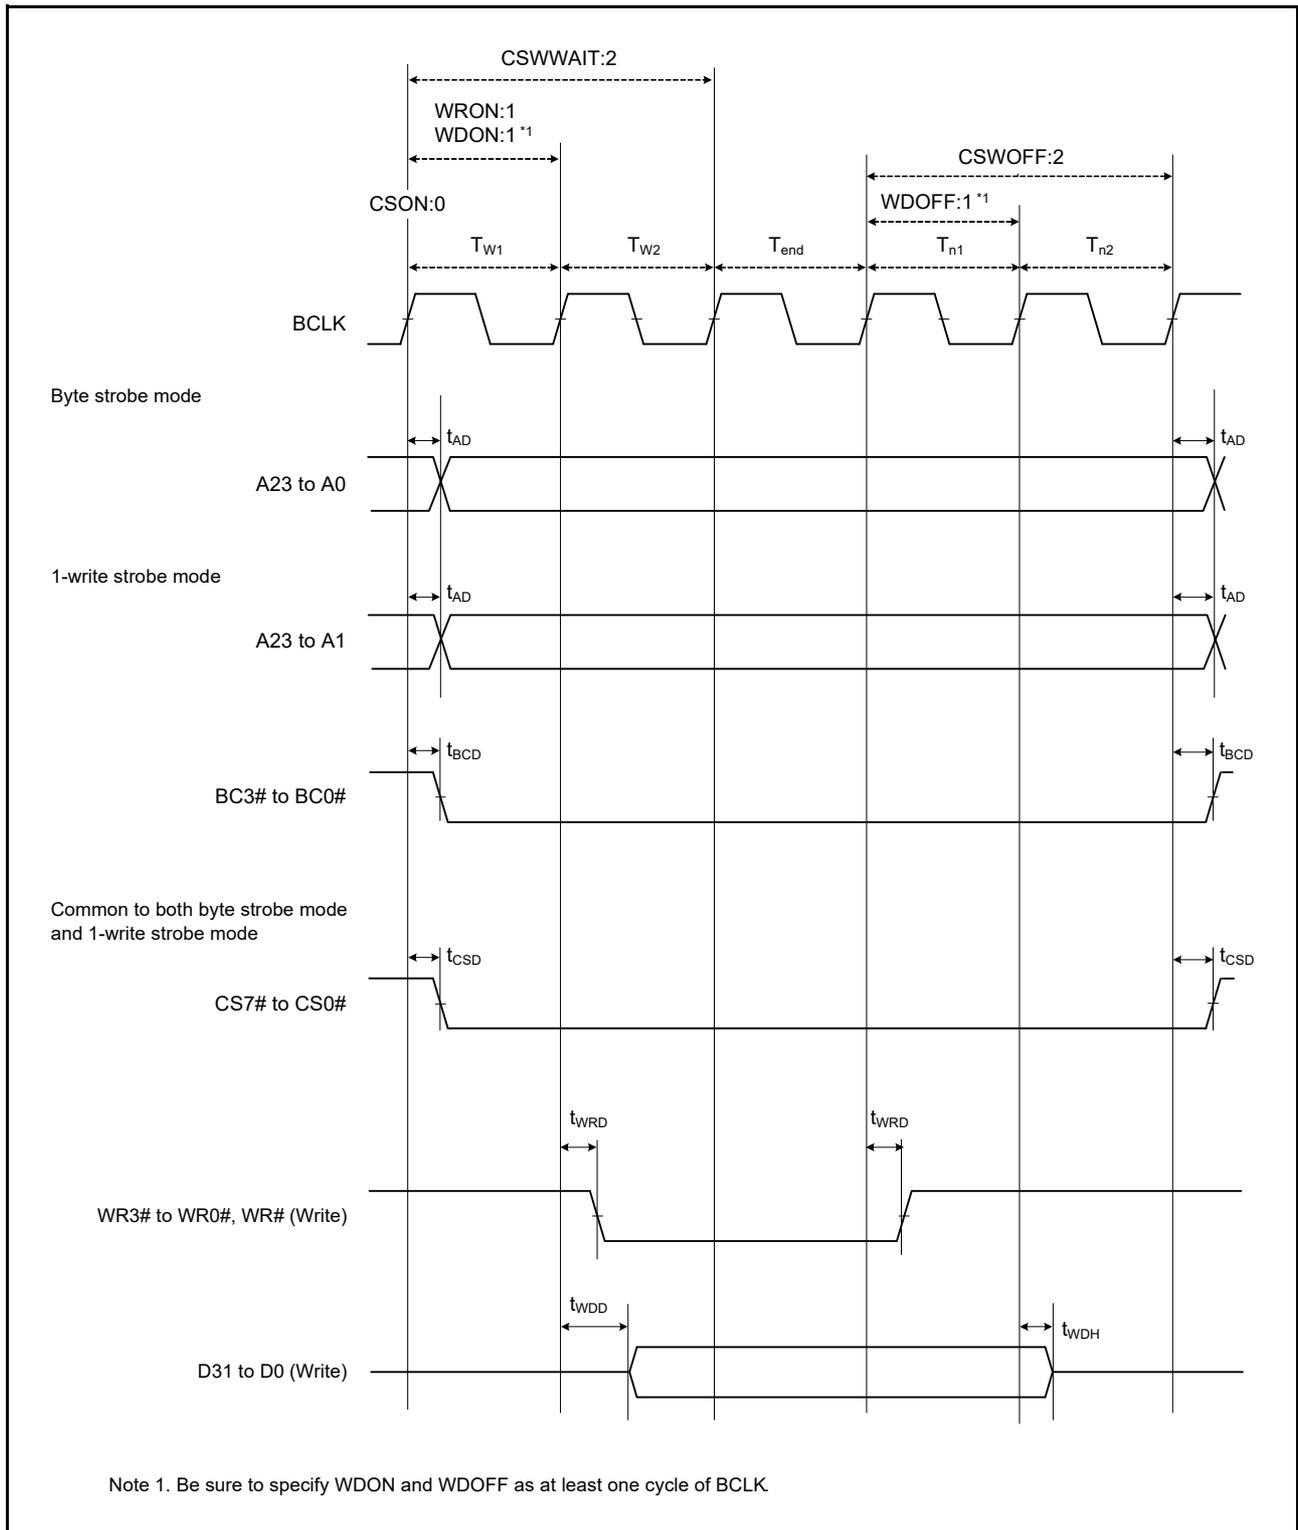 CSWWAIT:2
WRON:1
WDON:1 *1
CSWOFF:2
CSON:0
WDOFF:1 *1
TW1
TW2
Tend
Tn1
Tn2
BCLK
Byte strobe mode
tAD
tAD
A23 to A0
1-write strobe mode
tAD
tAD
A23 to A1
tBCD
tBCD
BC3# to BC0#
Common to both byte strobe mode
and 1-write strobe mode
tCSD
tCSD
CS7# to CS0#
tWRD
tWRD
WR3# to WR0#, WR# (Write)
tWDD
tWDH
D31 to D0 (Write)
Note 1. Be sure to specify WDON and WDOFF as at least one cycle of BCLK.